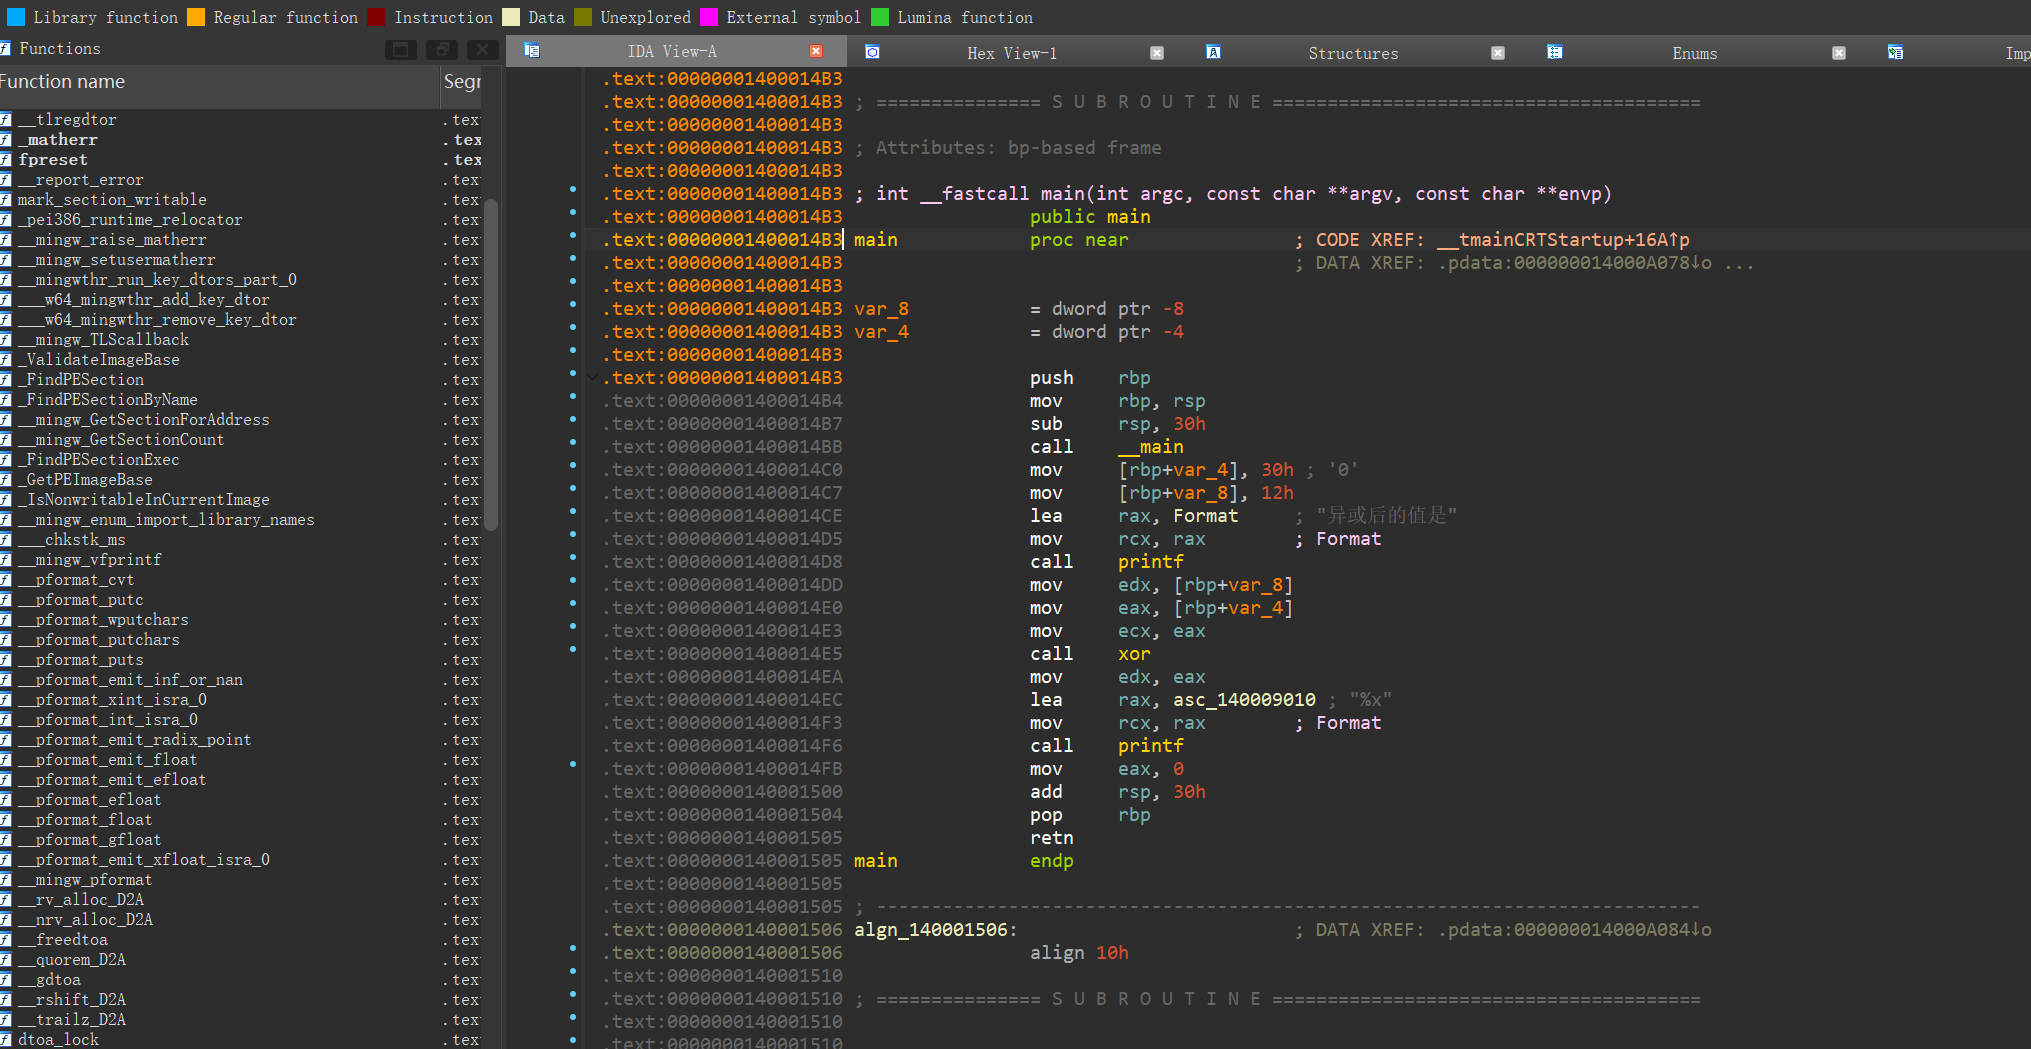 Library function Regular function Instruction Data Unexplored External symbol Lumina function
Functions
Function name Segr
__tlregdtor .tex
_matherr .tex
fpreset .tex
__report_error .tex
mark_section_writable .tex
_pei386_runtime_relocator .tex
__mingw_raise_matherr .tex
__mingw_setusermatherr .tex
__mingwthr_run_key_dtors_part_0 .tex
___w64_mingwthr_add_key_dtor .tex
___w64_mingwthr_remove_key_dtor .tex
__mingw_TLScallback .tex
_ValidateImageBase .tex
_FindPESection .tex
_FindPESectionByName .tex
__mingw_GetSectionForAddress .tex
__mingw_GetSectionCount .tex
_FindPESectionExec .tex
_GetPEImageBase .tex
_IsNonwritableInCurrentImage .tex
__mingw_enum_import_library_names .tex
___chkstk_ms .tex
__mingw_vfprintf .tex
__pformat_cvt .tex
__pformat_putc .tex
__pformat_wputchars .tex
__pformat_putchars .tex
__pformat_puts .tex
__pformat_emit_inf_or_nan .tex
__pformat_xint_isra_0 .tex
__pformat_int_isra_0 .tex
__pformat_emit_radix_point .tex
__pformat_emit_float .tex
__pformat_emit_efloat .tex
__pformat_efloat .tex
__pformat_float .tex
__pformat_gfloat .tex
__pformat_emit_xfloat_isra_0 .tex
__mingw_pformat .tex
__rv_alloc_D2A .tex
__nrv_alloc_D2A .tex
__freedtoa .tex
__quorem_D2A .tex
__gdtoa .tex
__rshift_D2A .tex
__trailz_D2A .tex
dtoa_lock .tex
IDA View-A Hex View-1 Structures Enums Imp
.text:00000001400014B3
.text:00000001400014B3 ; =============== S U B R O U T I N E =======================================
.text:00000001400014B3
.text:00000001400014B3 ; Attributes: bp-based frame
.text:00000001400014B3
.text:00000001400014B3 ; int __fastcall main(int argc, const char **argv, const char **envp)
.text:00000001400014B3 public main
.text:00000001400014B3 main proc near ; CODE XREF: __tmainCRTStartup+16A↑p
.text:00000001400014B3 ; DATA XREF: .pdata:000000014000A078↓o ...
.text:00000001400014B3
.text:00000001400014B3 var_8 = dword ptr -8
.text:00000001400014B3 var_4 = dword ptr -4
.text:00000001400014B3
.text:00000001400014B3 push rbp
.text:00000001400014B4 mov rbp, rsp
.text:00000001400014B7 sub rsp, 30h
.text:00000001400014BB call __main
.text:00000001400014C0 mov [rbp+var_4], 30h ; '0'
.text:00000001400014C7 mov [rbp+var_8], 12h
.text:00000001400014CE lea rax, Format ; "异或后的值是"
.text:00000001400014D5 mov rcx, rax ; Format
.text:00000001400014D8 call printf
.text:00000001400014DD mov edx, [rbp+var_8]
.text:00000001400014E0 mov eax, [rbp+var_4]
.text:00000001400014E3 mov ecx, eax
.text:00000001400014E5 call xor
.text:00000001400014EA mov edx, eax
.text:00000001400014EC lea rax, asc_140009010 ; "%x"
.text:00000001400014F3 mov rcx, rax ; Format
.text:00000001400014F6 call printf
.text:00000001400014FB mov eax, 0
.text:0000000140001500 add rsp, 30h
.text:0000000140001504 pop rbp
.text:0000000140001505 retn
.text:0000000140001505 main endp
.text:0000000140001505
.text:0000000140001505 ; ---------------------------------------------------------------------------
.text:0000000140001506 algn_140001506: ; DATA XREF: .pdata:000000014000A084↓o
.text:0000000140001506 align 10h
.text:0000000140001510
.text:0000000140001510 ; =============== S U B R O U T I N E =======================================
.text:0000000140001510
.text:0000000140001510